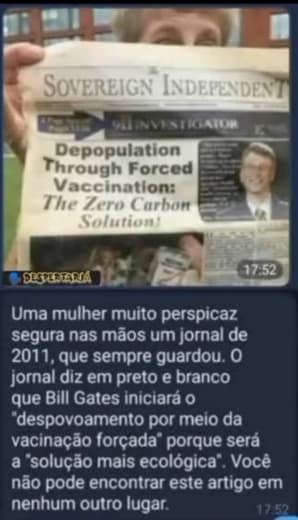 The
SOVEREIGN INDEPENDENT
9/11 INVESTIGATOR
Depopulation
Through Forced
Vaccination:
The Zero Carbon
Solution!
DESPERTARÁ
17:52
Uma mulher muito perspicaz
segura nas mãos um jornal de
2011, que sempre guardou. O
jornal diz em preto e branco
que Bill Gates iniciará o
"despovoamento por meio da
vacinação forçada" porque será
a "solução mais ecológica". Você
não pode encontrar este artigo em
nenhum outro lugar.
17:52